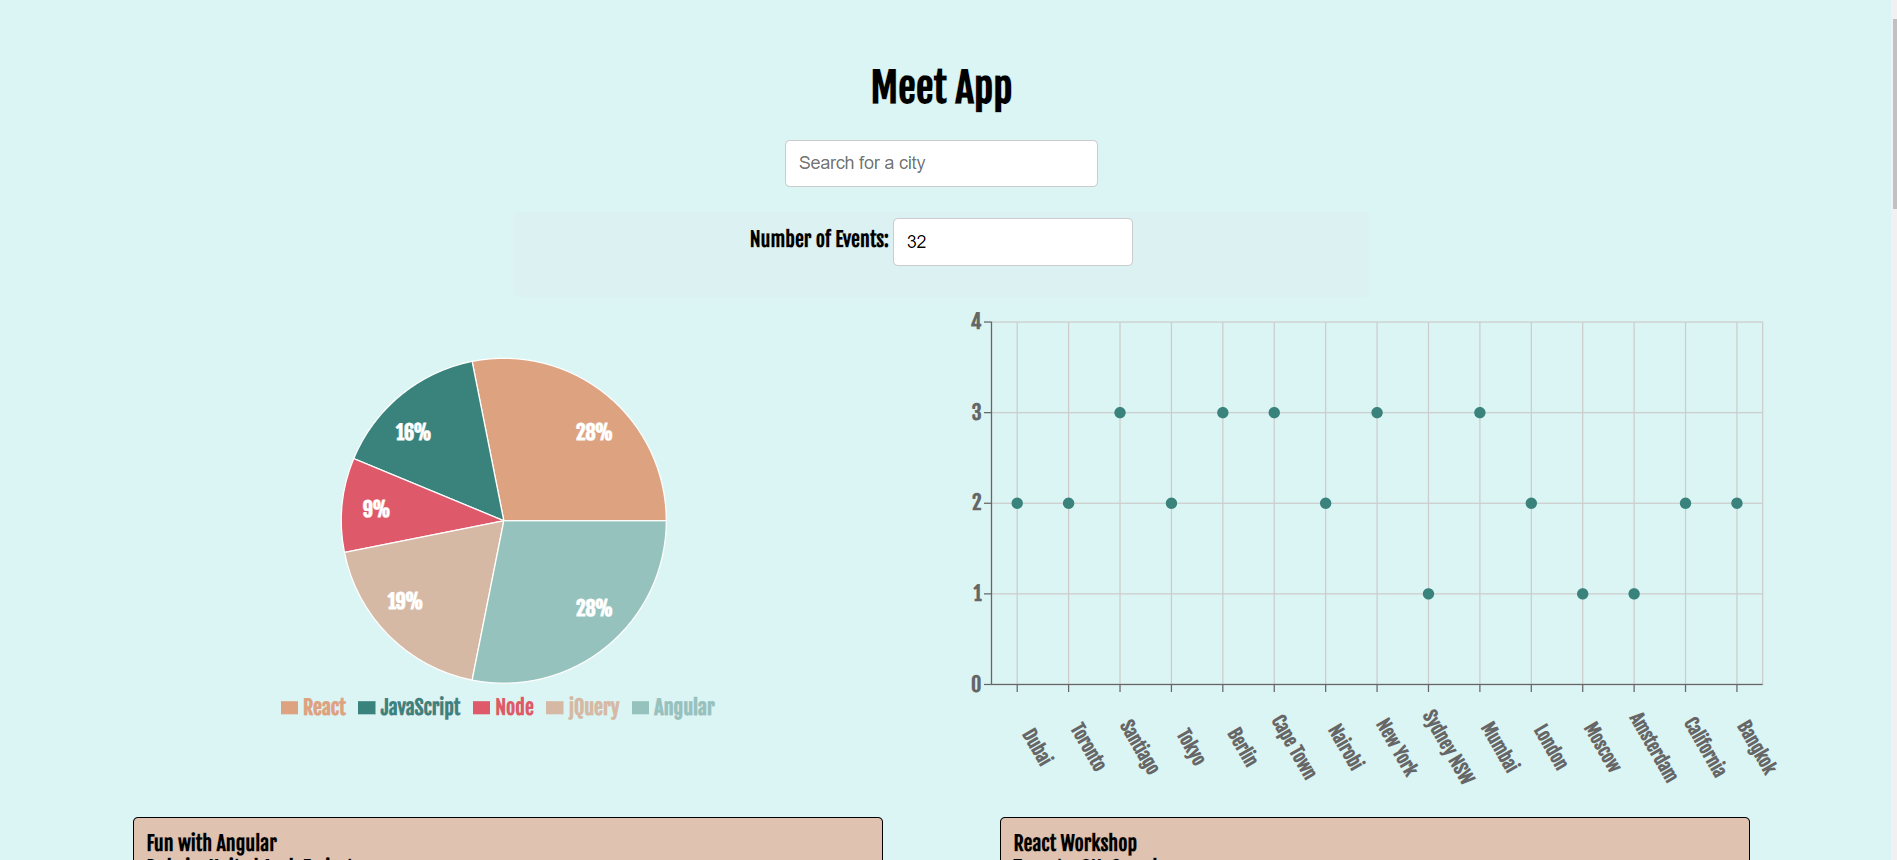 Meet App
Search for a city
Number of Events: 32
28%
16%
9%
19%
28%
React JavaScript Node jQuery Angular
4
3
2
1
0
Dubai Toronto Santiago Tokyo Berlin Cape Town Nairobi New York Sydney NSW Mumbai London Moscow Amsterdam California Bangkok
Fun with Angular
React Workshop